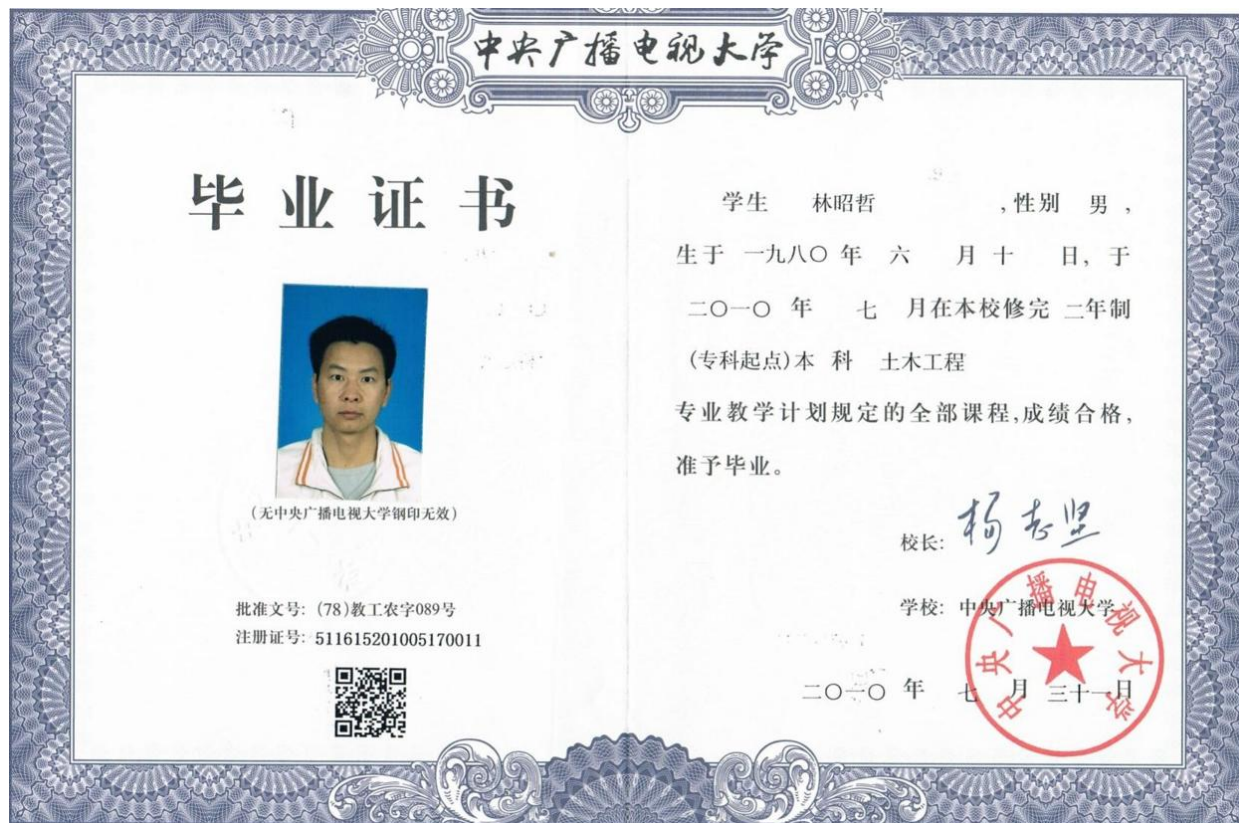 中央广播电视大学
毕业证书
(无中央广播电视大学钢印无效)
批准文号: (78)教工农字089号
注册证号: 511615201005170011
学生 林昭哲 ,性别 男 ,
生于 一九八〇 年 六 月 十 日, 于
二〇一〇 年 七 月在本校修完 二年制
(专科起点)本 科 土木工程
专业教学计划规定的全部课程,成绩合格,
准予毕业。
校长: 杨志坚
学校: 中央广播电视大学
二〇一〇 年 七 月 三十一日
中央广播电视大学